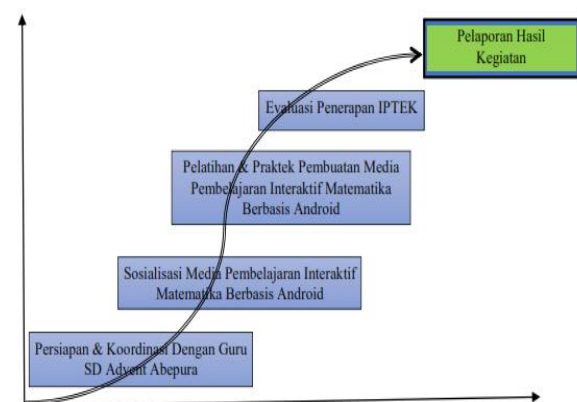 Pelaporan Hasil
Kegiatan
Evaluasi Penerapan IPTEK
Pelatihan & Praktek Pembuatan Media
Pembelajaran Interaktif Matematika
Berbasis Android
Sosialisasi Media Pembelajaran Interaktif
Matematika Berbasis Android
Persiapan & Koordinasi Dengan Guru
SD Advent Abepura